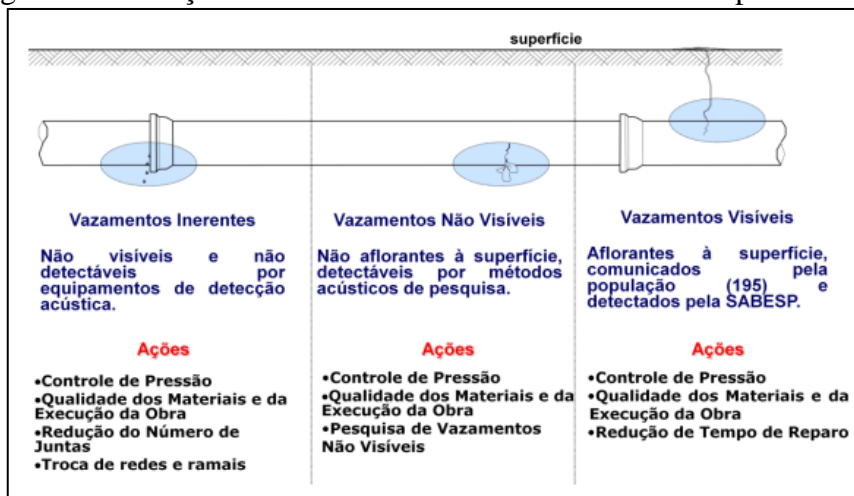 superfície
Vazamentos Inerentes
Não visíveis e não
detectáveis por
equipamentos de detecção
acústica.
Ações
•Controle de Pressão
•Qualidade dos Materiais e da
Execução da Obra
•Redução do Número de
Juntas
•Troca de redes e ramais
Vazamentos Não Visíveis
Não aflorantes à superfície,
detectáveis por métodos
acústicos de pesquisa.
Ações
•Controle de Pressão
•Qualidade dos Materiais e da
Execução da Obra
•Pesquisa de Vazamentos
Não Visíveis
Vazamentos Visíveis
Aflorantes à superfície,
comunicados pela
população (195) e
detectados pela SABESP.
Ações
•Controle de Pressão
•Qualidade dos Materiais e da
Execução da Obra
•Redução de Tempo de Reparo